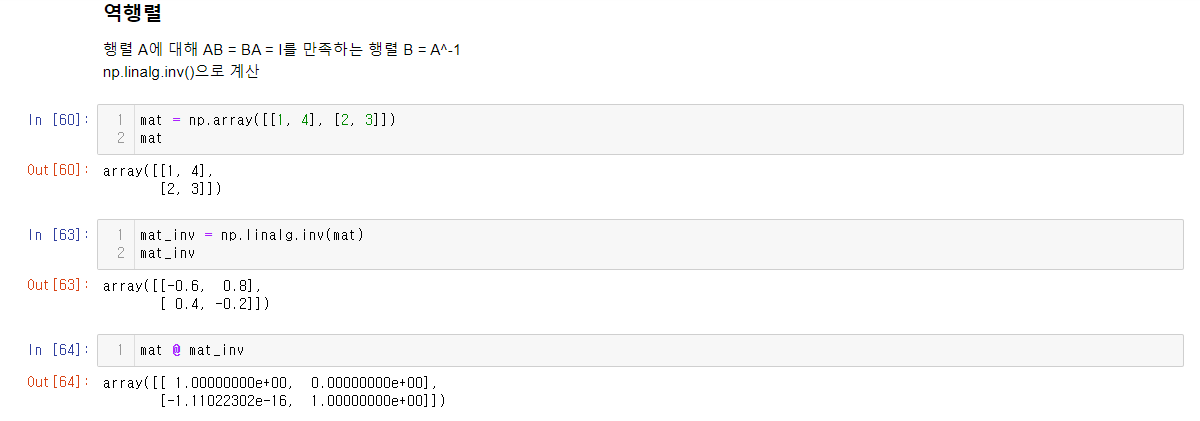 역행렬
행렬 A에 대해 AB = BA = I를 만족하는 행렬 B = A^-1
np.linalg.inv()으로 계산
In [60]:
1 mat = np.array([[1, 4], [2, 3]])
2 mat
Out[60]:
array([[1, 4],
[2, 3]])
In [63]:
1 mat_inv = np.linalg.inv(mat)
2 mat_inv
Out[63]:
array([[-0.6,  0.8],
[ 0.4, -0.2]])
In [64]:
1 mat @ mat_inv
Out[64]:
array([[ 1.00000000e+00,  0.00000000e+00],
[-1.11022302e-16,  1.00000000e+00]])